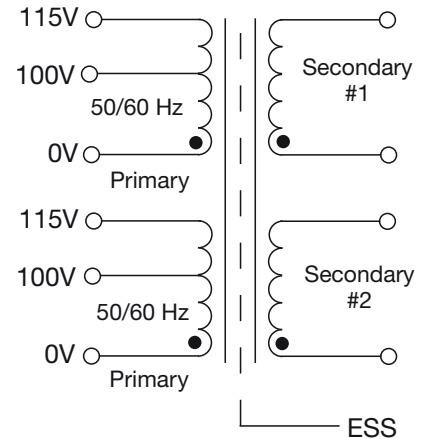 115V
Secondary
#1
100V
50/60 Hz
0V
Primary
115V
Secondary
#2
100V
50/60 Hz
0V
Primary
ESS